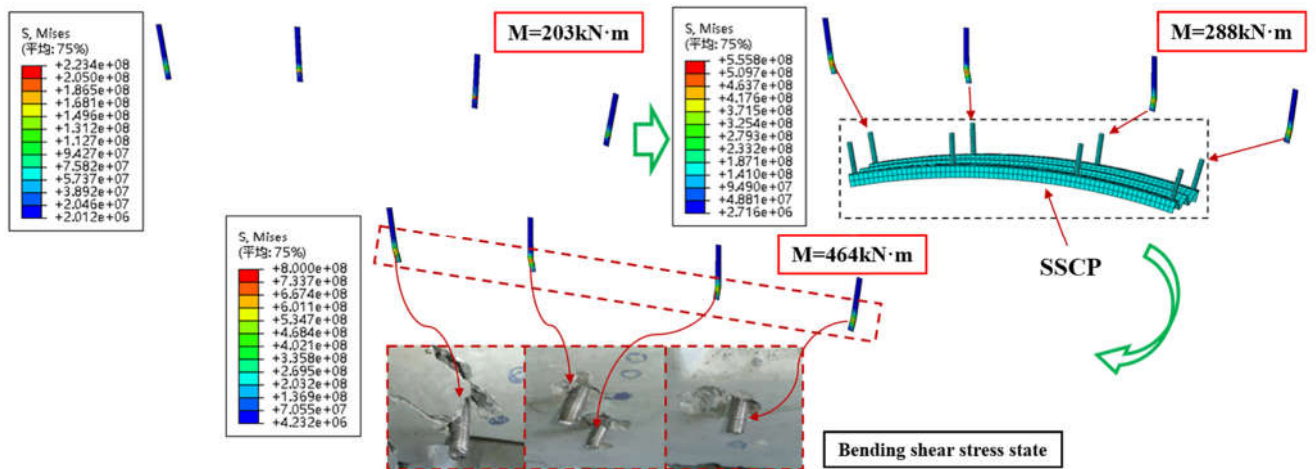 S, Mises
(平均: 75%)
+2.234e+08
+2.050e+08
+1.865e+08
+1.681e+08
+1.496e+08
+1.312e+08
+1.127e+08
+9.427e+07
+7.582e+07
+5.737e+07
+3.892e+07
+2.046e+07
+2.012e+06
M=203kN·m
S, Mises
(平均: 75%)
+5.558e+08
+5.097e+08
+4.637e+08
+4.176e+08
+3.715e+08
+3.254e+08
+2.793e+08
+2.332e+08
+1.871e+08
+1.410e+08
+9.490e+07
+4.881e+07
+2.716e+06
M=288kN·m
SSCP
S, Mises
(平均: 75%)
+8.000e+08
+7.337e+08
+6.674e+08
+6.011e+08
+5.347e+08
+4.684e+08
+4.021e+08
+3.358e+08
+2.695e+08
+2.032e+08
+1.369e+08
+7.055e+07
+4.232e+06
M=464kN·m
Bending shear stress state